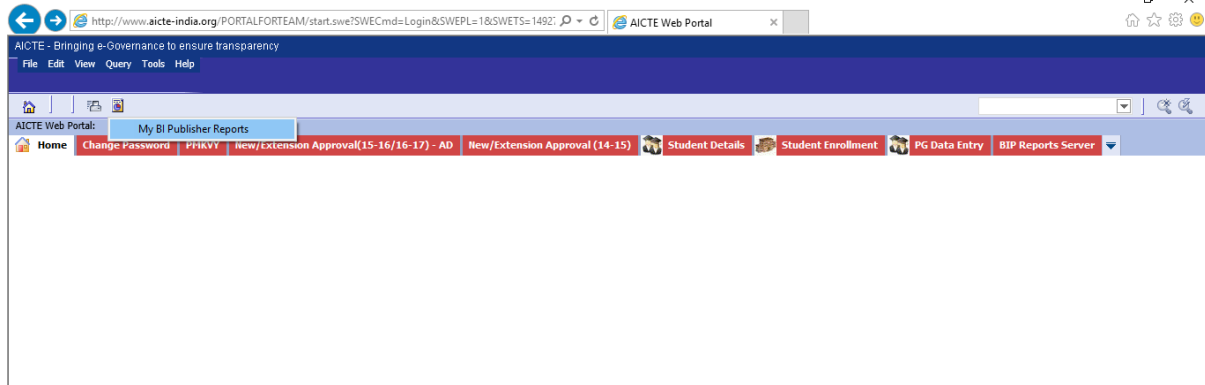 http://www.aicte-india.org/PORTALFORTEAM/start.swe?SWECmd=Login&SWEPL=1&SWETS=1492 AICTE Web Portal
AICTE - Bringing e-Governance to ensure transparency
File Edit View Query Tools Help
AICTE Web Portal:
My BI Publisher Reports
Home Change Password PMKVY New/Extension Approval(15-16/16-17) - AD New/Extension Approval (14-15) Student Details Student Enrollment PG Data Entry BIP Reports Server